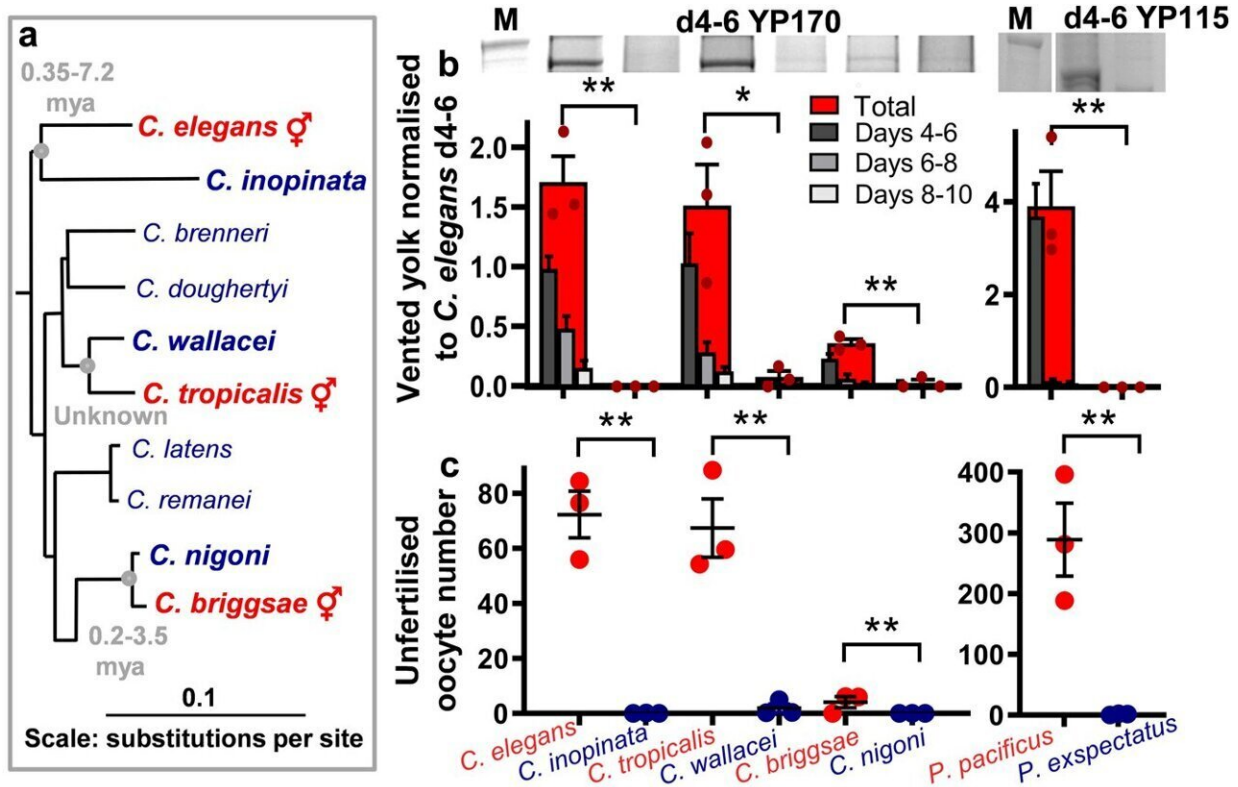 a
0.35-7.2
mya
C. elegans ⚥
C. inopinata
C. brenneri
C. doughertyi
C. wallacei
C. tropicalis ⚥
Unknown
C. latens
C. remanei
C. nigoni
C. briggsae ⚥
0.2-3.5
mya
0.1
Scale: substitutions per site
b
M
d4-6 YP170
M
d4-6 YP115
Vented yolk normalised
to C. elegans d4-6
2.0
1.5
1.0
0.5
0.0
**
*
**
Total
Days 4-6
Days 6-8
Days 8-10
4
2
0
**
c
Unfertilised
oocyte number
80
60
40
20
0
**
**
**
400
300
200
100
0
**
C. elegans
C. inopinata
C. tropicalis
C. wallacei
C. briggsae
C. nigoni
P. pacificus
P. exspectatus